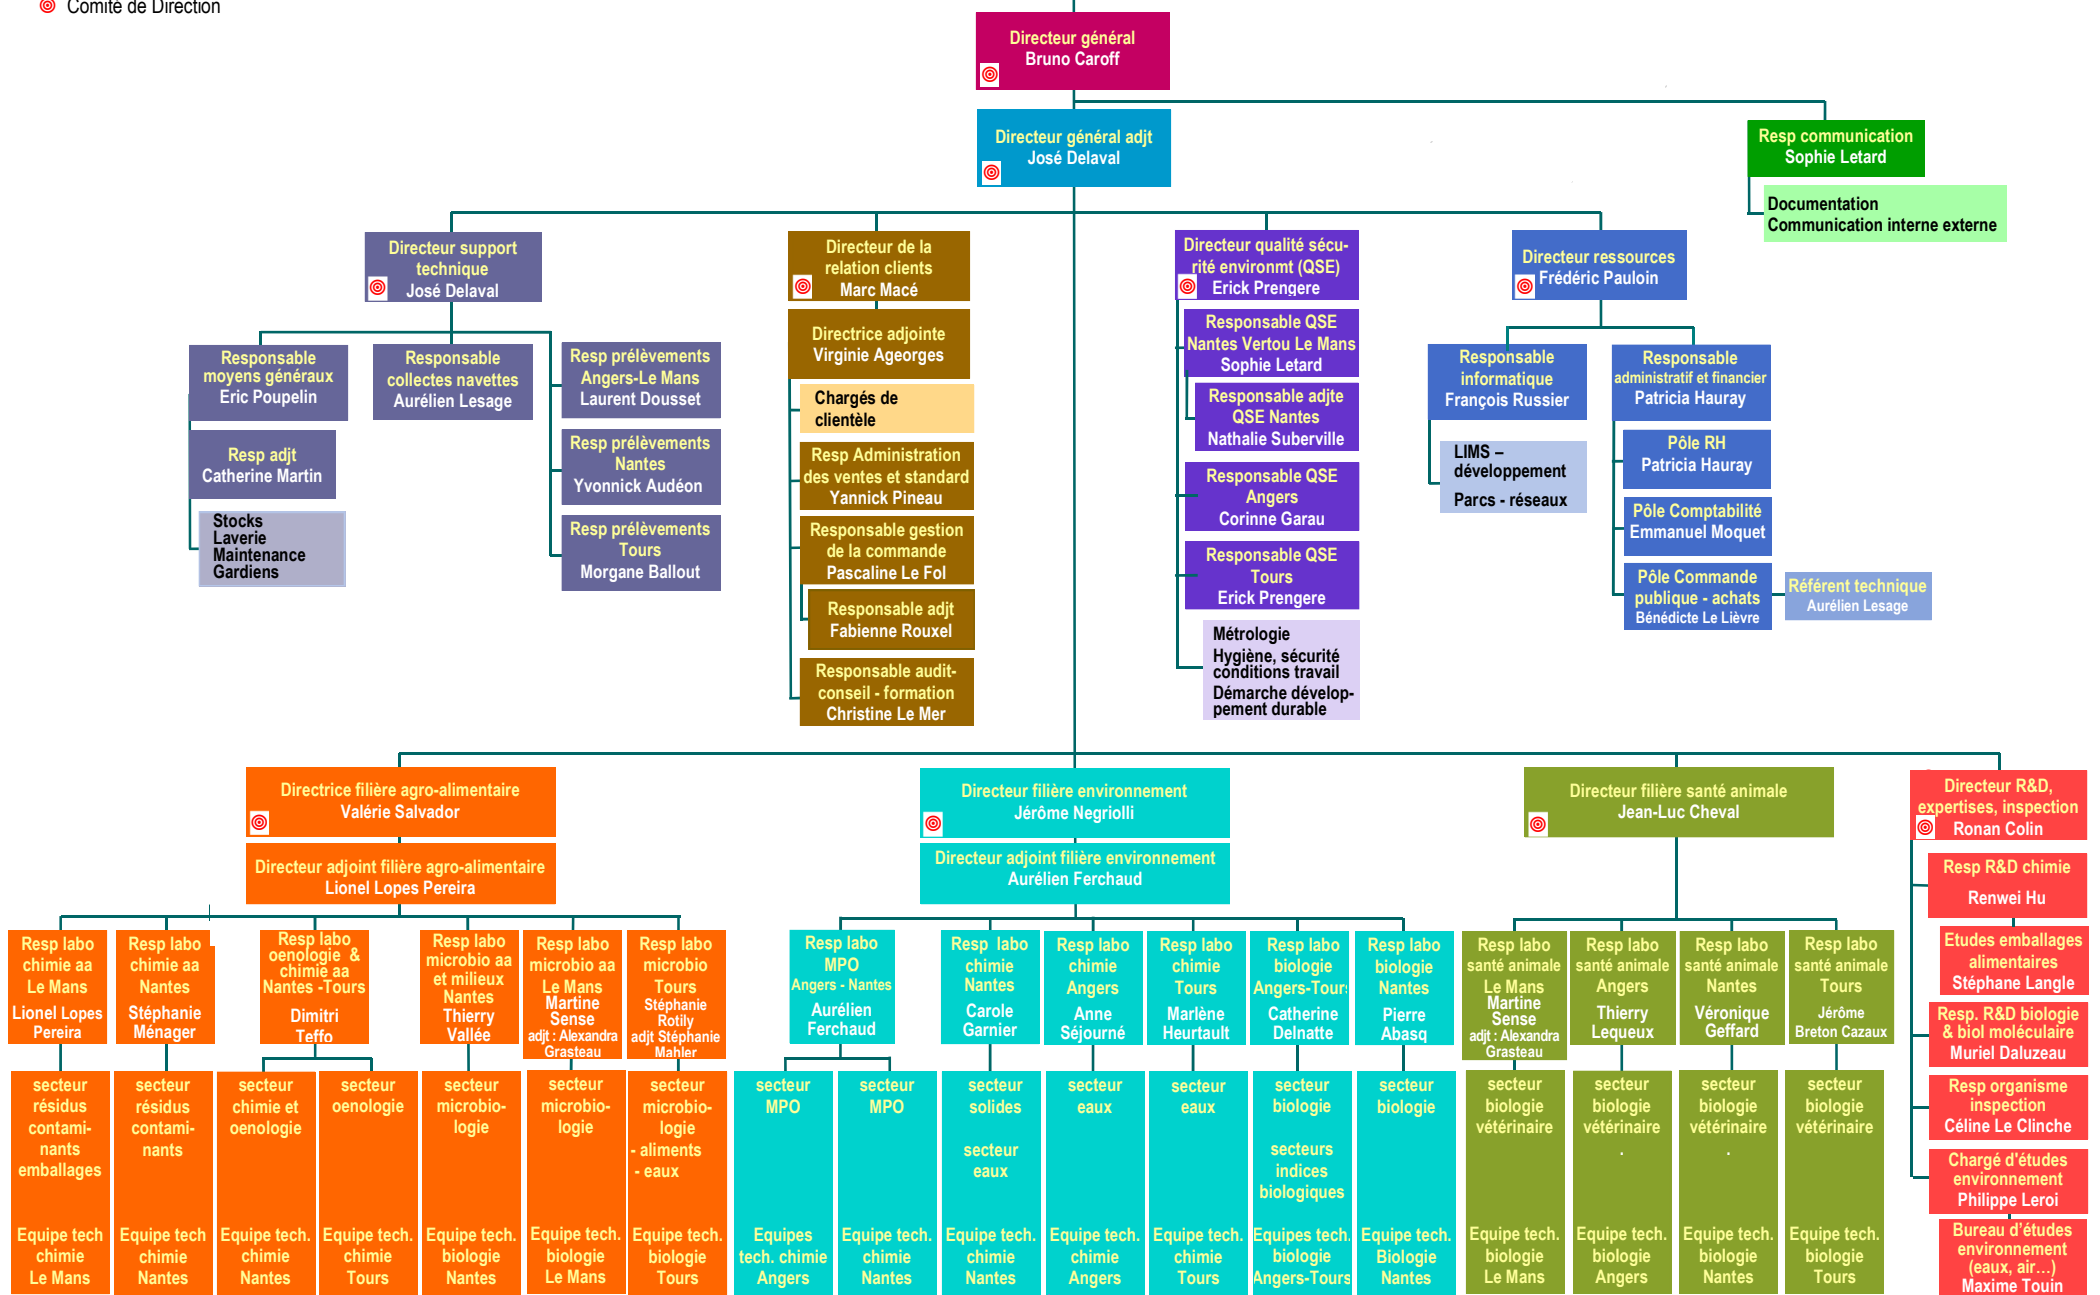 Comité de Direction
Directeur général
Bruno Caroff
Directeur général adjt
José Delaval
Resp communication
Sophie Letard
Documentation
Communication interne externe
Directeur support
technique
José Delaval
Responsable
moyens généraux
Eric Poupelin
Resp adjt
Catherine Martin
Stocks
Laverie
Maintenance
Gardiens
Responsable
collectes navettes
Aurélien Lesage
Resp prélèvements
Angers-Le Mans
Laurent Dousset
Resp prélèvements
Nantes
Yvonnick Audéon
Resp prélèvements
Tours
Morgane Ballout
Directeur de la
relation clients
Marc Macé
Directrice adjointe
Virginie Ageorges
Chargés de
clientèle
Resp Administration
des ventes et standard
Yannick Pineau
Responsable gestion
de la commande
Pascaline Le Fol
Responsable adjt
Fabienne Rouxel
Responsable audit-
conseil - formation
Christine Le Mer
Directeur qualité sécu-
rité environmt (QSE)
Erick Prengere
Responsable QSE
Nantes Vertou Le Mans
Sophie Letard
Responsable adjte
QSE Nantes
Nathalie Suberville
Responsable QSE
Angers
Corinne Garau
Responsable QSE
Tours
Erick Prengere
Métrologie
Hygiène, sécurité
conditions travail
Démarche dévelop-
pement durable
Directeur ressources
Frédéric Pauloin
Responsable
informatique
François Russier
LIMS –
développement
Parcs - réseaux
Responsable
administratif et financier
Patricia Hauray
Pôle RH
Patricia Hauray
Pôle Comptabilité
Emmanuel Moquet
Pôle Commande
publique - achats
Bénédicte Le Lièvre
Référent technique
Aurélien Lesage
Directrice filière agro-alimentaire
Valérie Salvador
Directeur adjoint filière agro-alimentaire
Lionel Lopes Pereira
Resp labo
chimie aa
Le Mans
Lionel Lopes
Pereira
Resp labo
chimie aa
Nantes
Stéphanie
Ménager
Resp labo
oenologie &
chimie aa
Nantes -Tours
Dimitri
Teffo
Resp labo
microbio aa
et milieux
Nantes
Thierry
Vallée
Resp labo
microbio aa
Le Mans
Martine
Sense
adjt : Alexandra
Grasteau
Resp labo
microbio
Tours
Stéphanie
Rotily
adjt Stéphanie
Mahler
secteur
résidus
contami-
nants
emballages
Equipe tech
chimie
Le Mans
secteur
résidus
contami-
nants
Equipe tech
chimie
Nantes
secteur
chimie et
oenologie
Equipe tech.
chimie
Nantes
secteur
oenologie
Equipe tech.
chimie
Tours
secteur
microbio-
logie
Equipe tech.
biologie
Nantes
secteur
microbio-
logie
Equipe tech.
biologie
Le Mans
secteur
microbio-
logie
- aliments
- eaux
Equipe tech.
biologie
Tours
Directeur filière environnement
Jérôme Negriolli
Directeur adjoint filière environnement
Aurélien Ferchaud
Resp labo
MPO
Angers - Nantes
Aurélien
Ferchaud
Resp labo
chimie
Nantes
Carole
Garnier
Resp labo
chimie
Angers
Anne
Séjourné
Resp labo
chimie
Tours
Marlène
Heurtault
Resp labo
biologie
Angers-Tours
Catherine
Delnatte
Resp labo
biologie
Nantes
Pierre
Abasq
secteur
MPO
Equipes
tech. chimie
Angers
secteur
MPO
Equipe tech.
chimie
Nantes
secteur
solides
secteur
eaux
Equipe tech.
chimie
Nantes
secteur
eaux
Equipe tech.
chimie
Angers
secteur
eaux
Equipe tech.
chimie
Tours
secteur
biologie
secteurs
indices
biologiques
Equipes tech.
biologie
Angers-Tours
secteur
biologie
Equipe tech.
Biologie
Nantes
Directeur filière santé animale
Jean-Luc Cheval
Resp labo
santé animale
Le Mans
Martine
Sense
adjt : Alexandra
Grasteau
Resp labo
santé animale
Angers
Thierry
Lequeux
Resp labo
santé animale
Nantes
Véronique
Geffard
Resp labo
santé animale
Tours
Jérôme
Breton Cazaux
secteur
biologie
vétérinaire
Equipe tech.
biologie
Le Mans
secteur
biologie
vétérinaire
.
Equipe tech.
biologie
Angers
secteur
biologie
vétérinaire
.
Equipe tech.
biologie
Nantes
secteur
biologie
vétérinaire
Equipe tech.
biologie
Tours
Directeur R&D,
expertises, inspection
Ronan Colin
Resp R&D chimie
Renwei Hu
Etudes emballages
alimentaires
Stéphane Langle
Resp. R&D biologie
& biol moléculaire
Muriel Daluzeau
Resp organisme
inspection
Céline Le Clinche
Chargé d'études
environnement
Philippe Leroi
Bureau d'études
environnement
(eaux, air…)
Maxime Touin